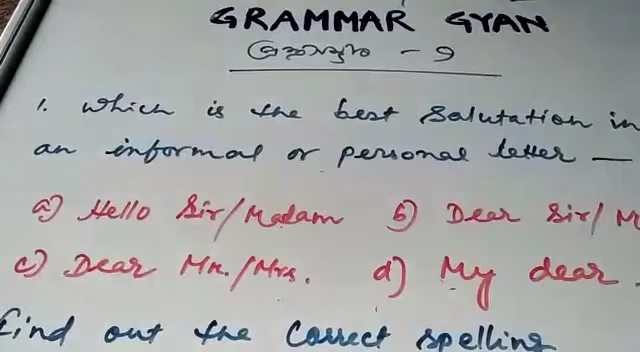 GRAMMAR GYAN
- 9
1. Which is the best Salutation in
an informal or personal letter —
a) Hello Sir/Madam b) Dear Sir/M
c) Dear Mr./Mrs. d) My dear.
Find out the Correct spelling